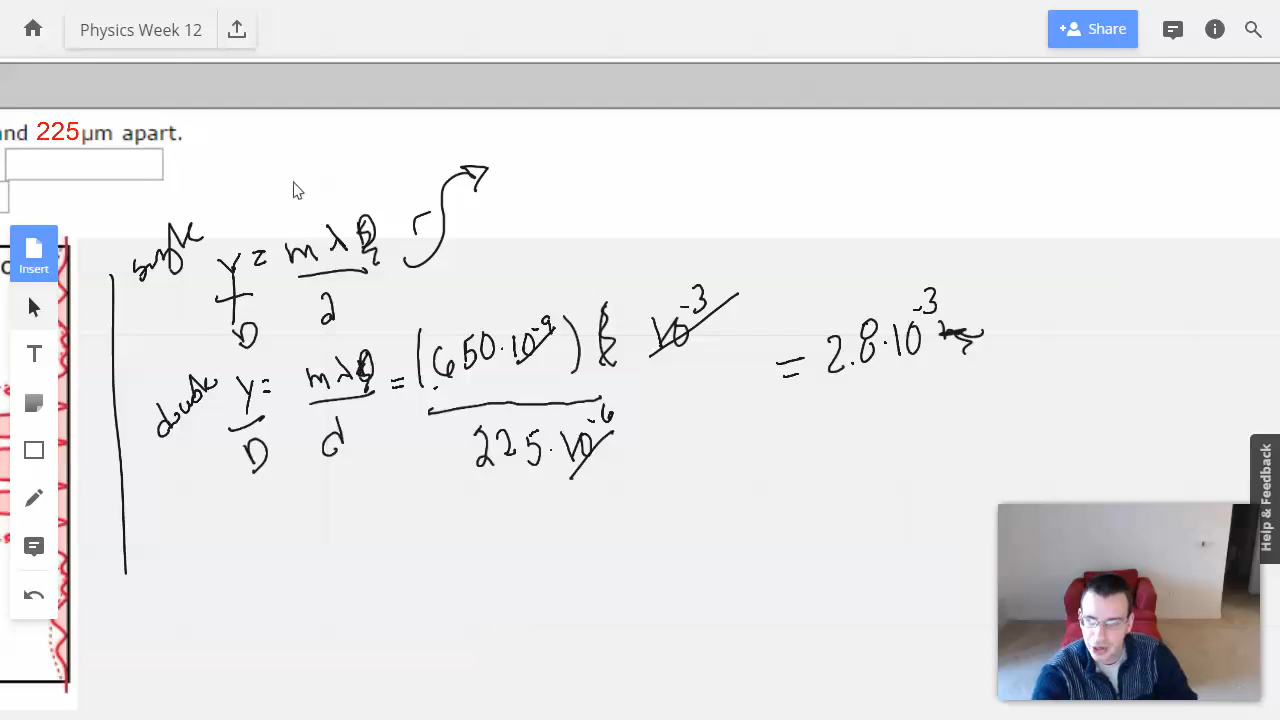 Physics Week 12
Share
and 225μm apart.
Insert
T
single
y/D = mλ/a
double y/D = mλ/d = (.650·10⁻⁹) 10⁻³ / 225·10⁻⁶ = 2.8·10⁻³
Help & Feedback